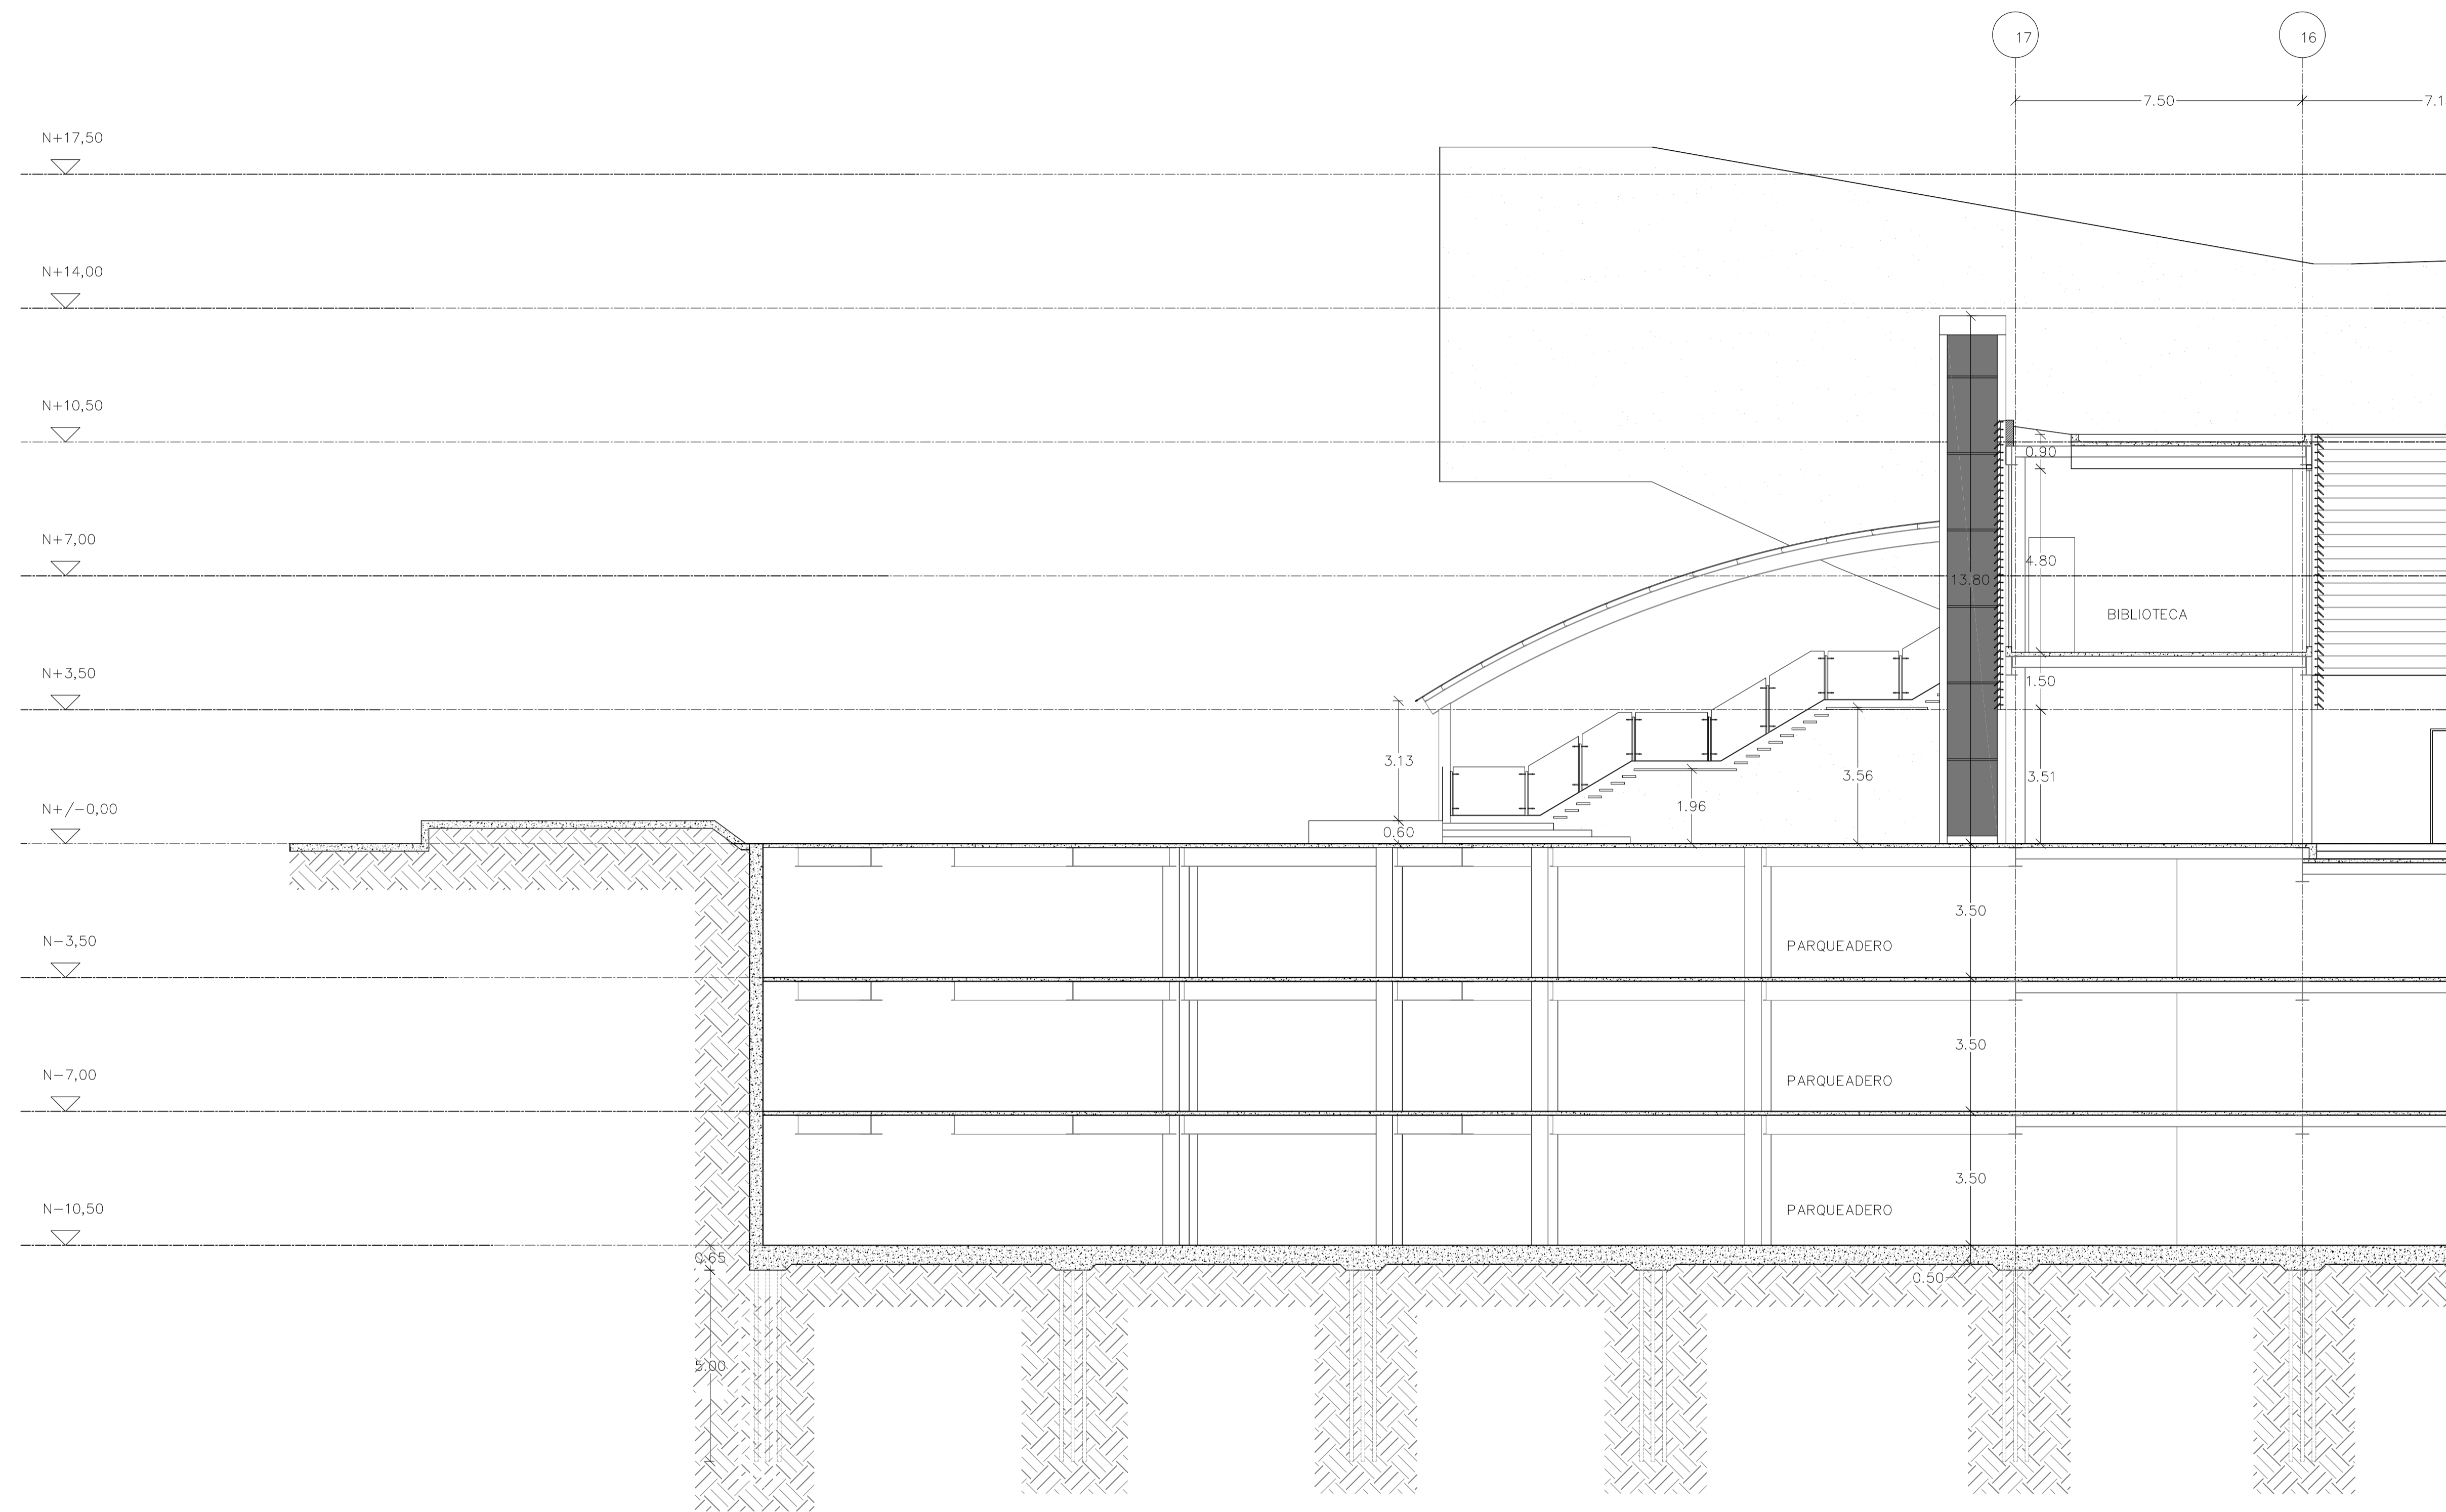 17
16
7.50
7.1
N+17,50
N+14,00
N+10,50
0.90
N+7,00
4.80
13.80
BIBLIOTECA
N+3,50
1.50
3.13
3.56
3.51
1.96
N+/-0,00
0.60
3.50
N-3,50
PARQUEADERO
3.50
N-7,00
PARQUEADERO
3.50
N-10,50
PARQUEADERO
0.65
0.50
5.00